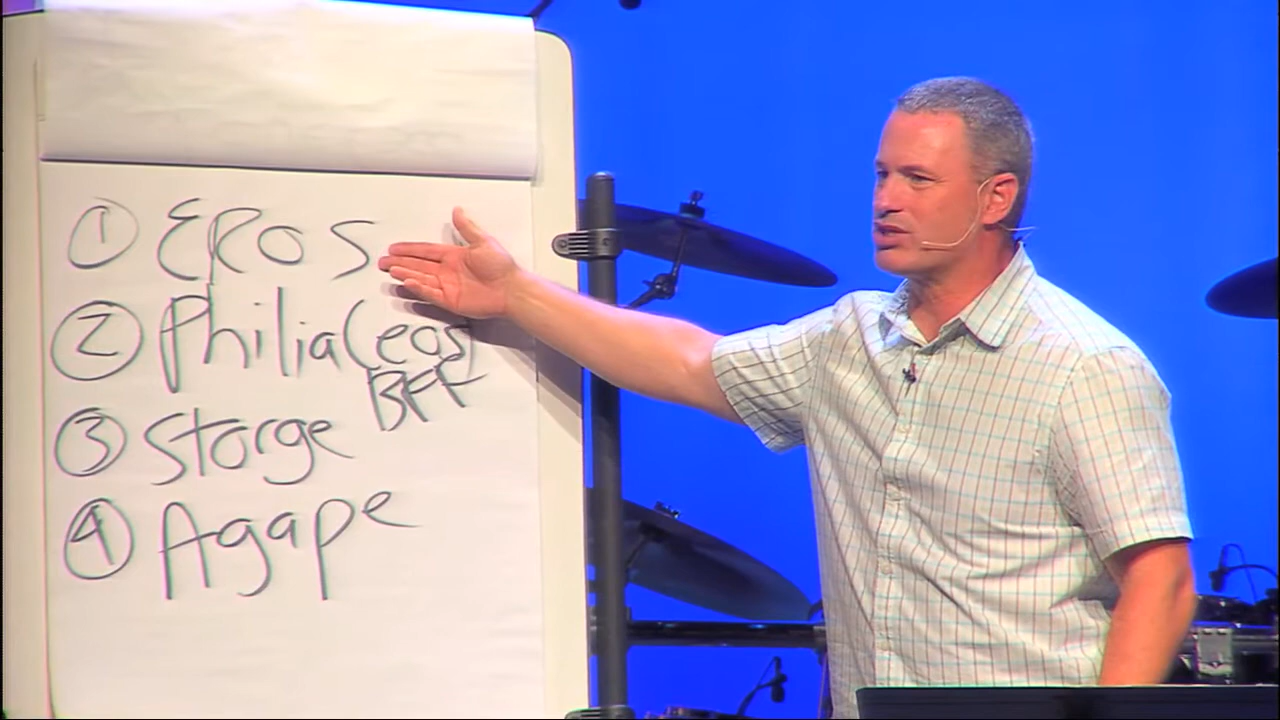 ① EROS
② Philia(eos)
BFF
③ Storge
④ Agape